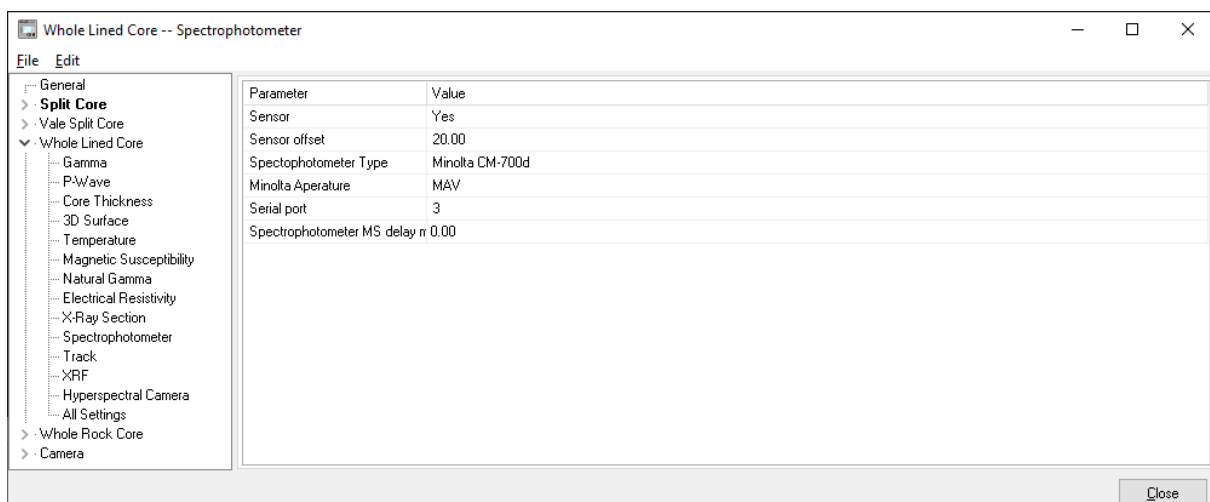 Whole Lined Core -- Spectrophotometer
File Edit
General
Split Core
Vale Split Core
Whole Lined Core
Gamma
P-Wave
Core Thickness
3D Surface
Temperature
Magnetic Susceptibility
Natural Gamma
Electrical Resistivity
X-Ray Section
Spectrophotometer
Track
XRF
Hyperspectral Camera
All Settings
Whole Rock Core
Camera
Parameter Value
Sensor Yes
Sensor offset 20.00
Spectophotometer Type Minolta CM-700d
Minolta Aperature MAV
Serial port 3
Spectrophotometer MS delay 0.00
Close